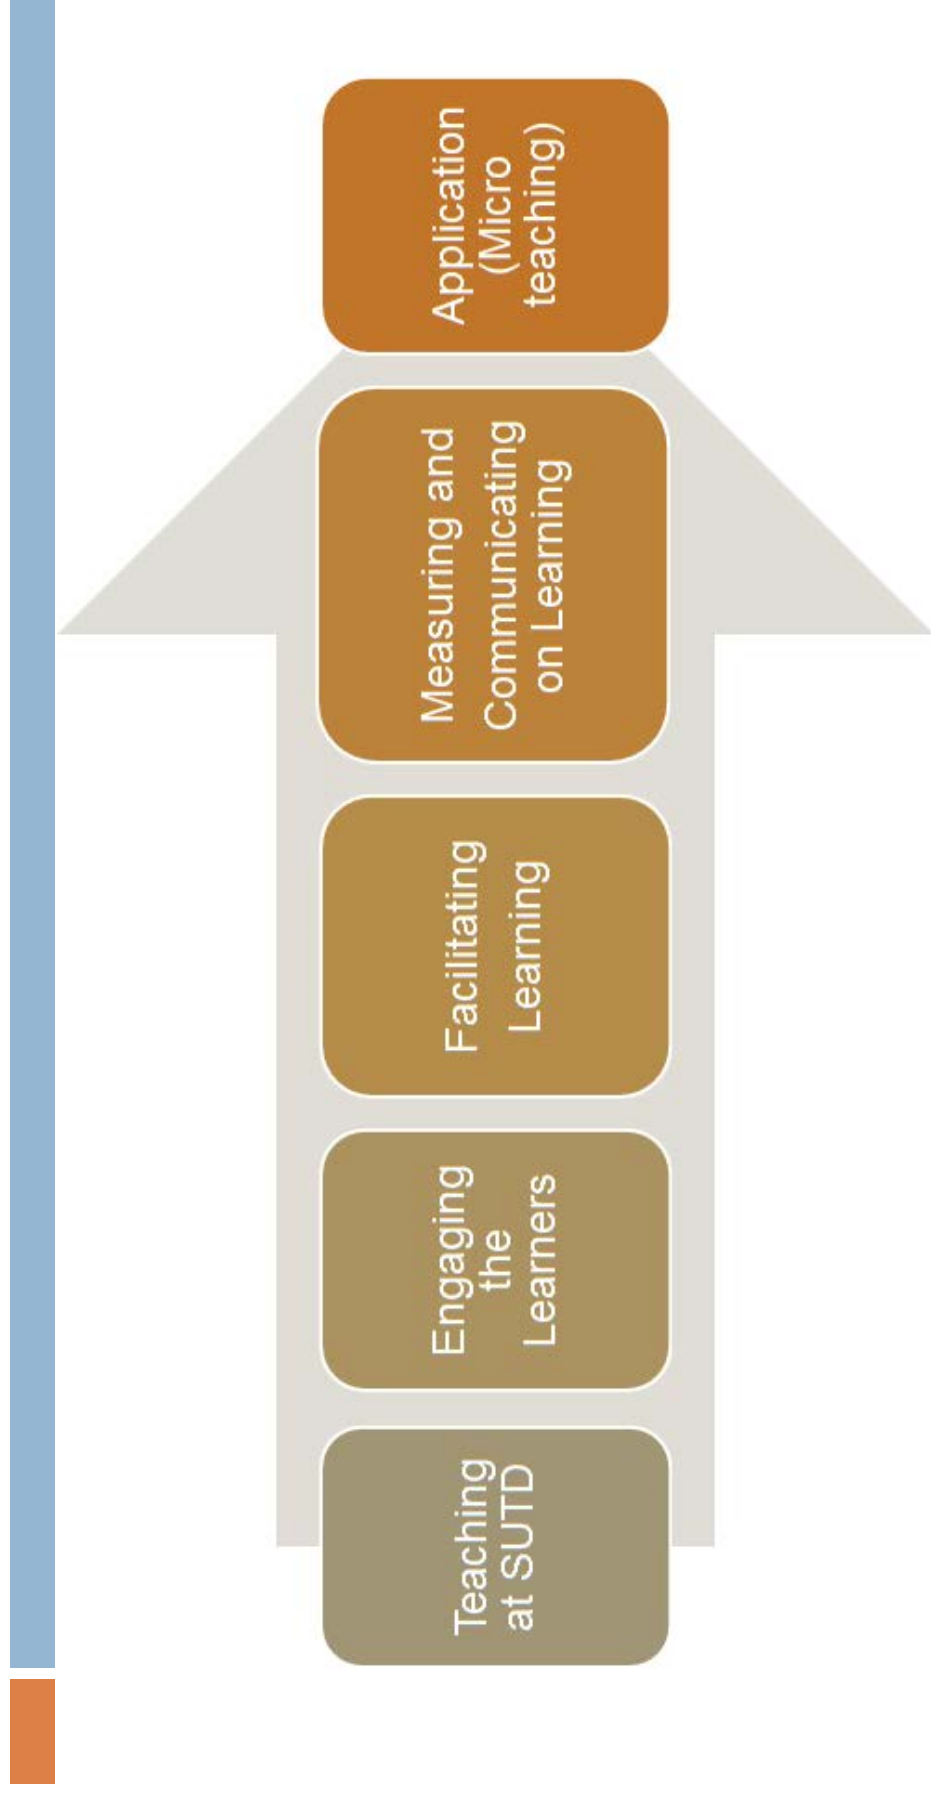 Teaching
at SUTD
Engaging
the
Learners
Facilitating
Learning
Measuring and
Communicating
on Learning
Application
(Micro
teaching)